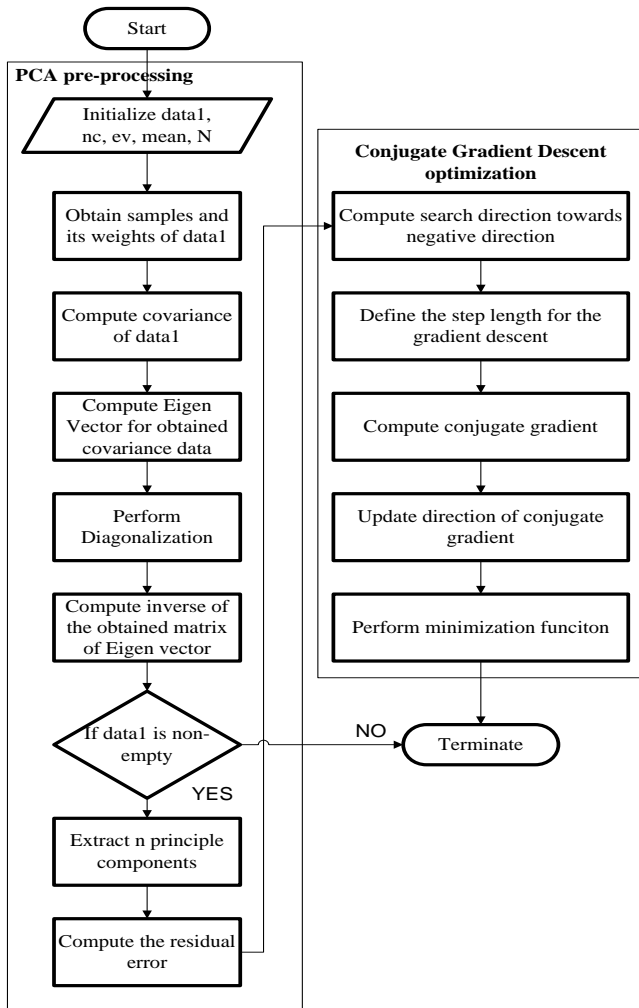 Start
PCA pre-processing
Initialize data1,
nc, ev, mean, N
Obtain samples and
its weights of data1
Compute covariance
of data1
Compute Eigen
Vector for obtained
covariance data
Perform
Diagonalization
Compute inverse of
the obtained matrix
of Eigen vector
If data1 is non-
empty
NO
YES
Extract n principle
components
Compute the residual
error
Conjugate Gradient Descent
optimization
Compute search direction towards
negative direction
Define the step length for the
gradient descent
Compute conjugate gradient
Update direction of conjugate
gradient
Perform minimization funciton
Terminate